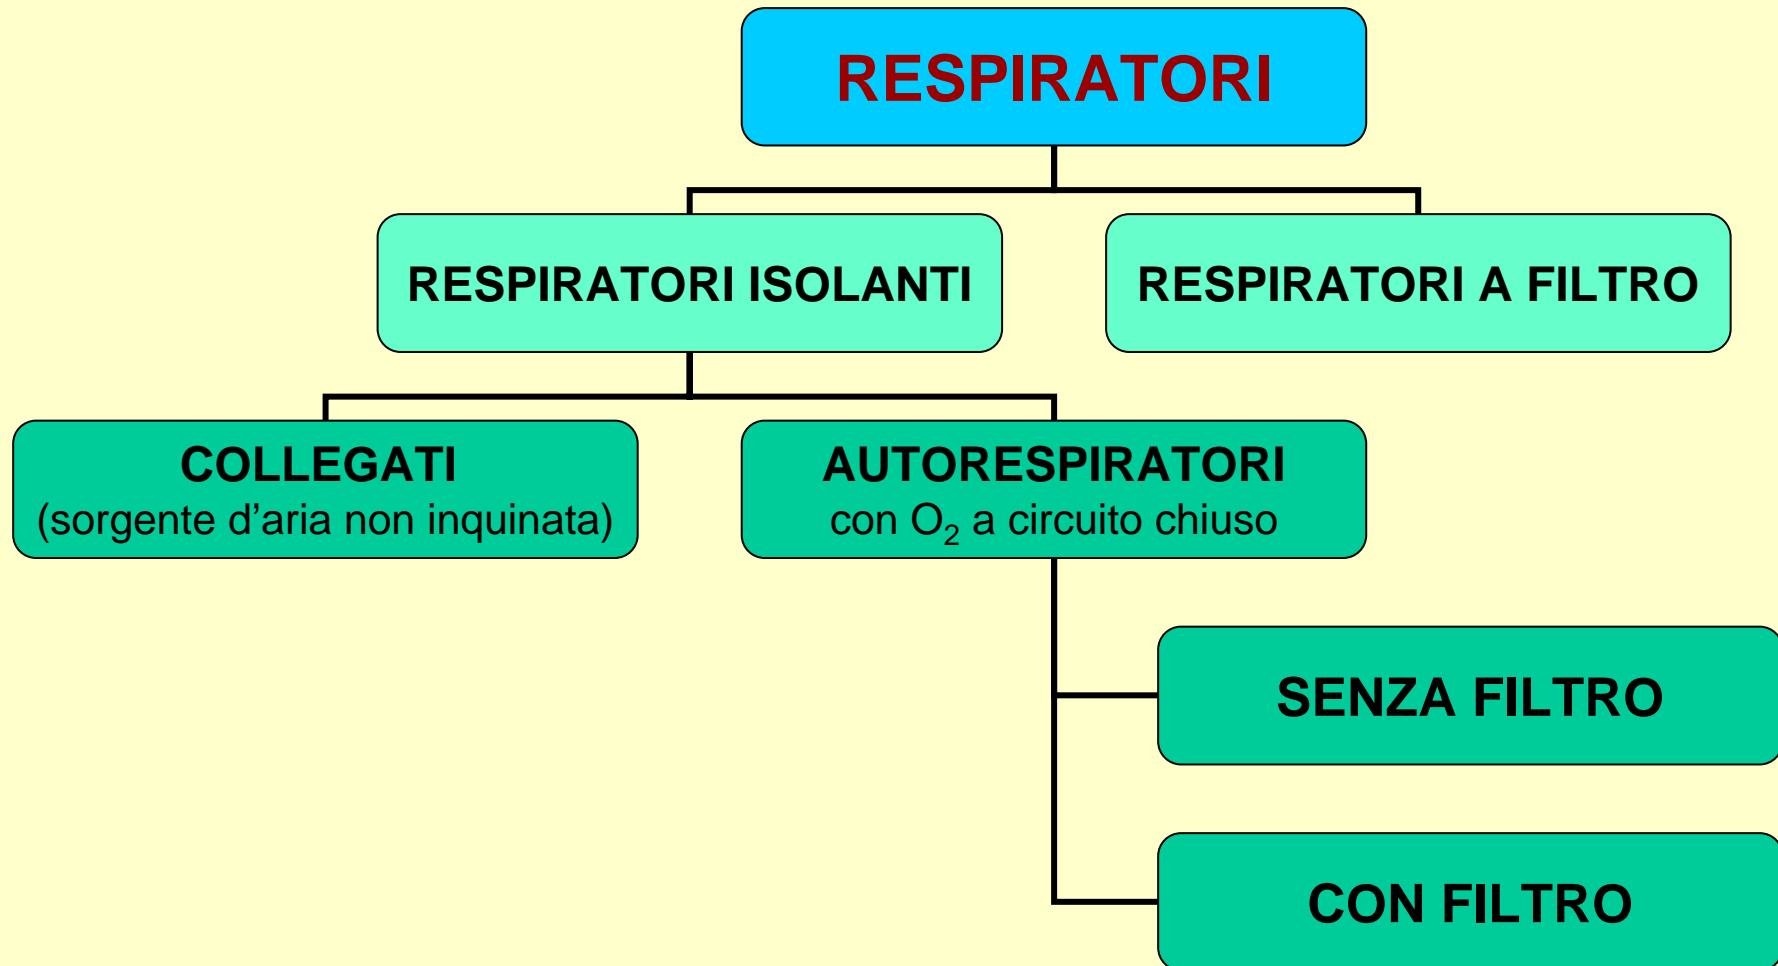 RESPIRATORI
RESPIRATORI ISOLANTI
RESPIRATORI A FILTRO
COLLEGATI
(sorgente d’aria non inquinata)
AUTORESPIRATORI
con O₂ a circuito chiuso
SENZA FILTRO
CON FILTRO